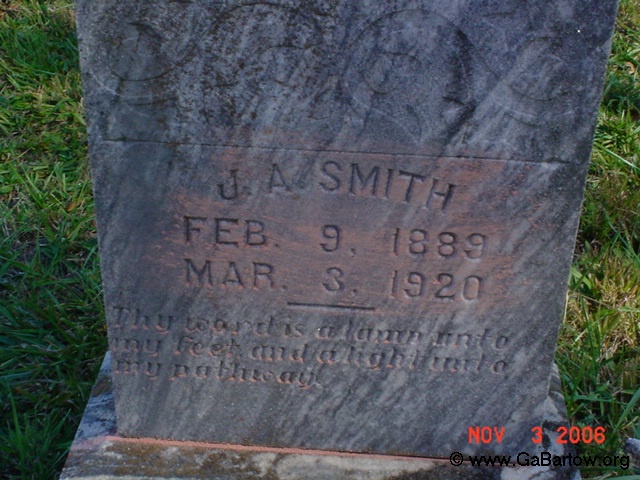 J. A. SMITH
FEB. 9, 1889
MAR. 3, 1920
Thy word is a lamp unto
my feet and a light unto
my pathway.
NOV 3 2006
© www.GaBartow.org